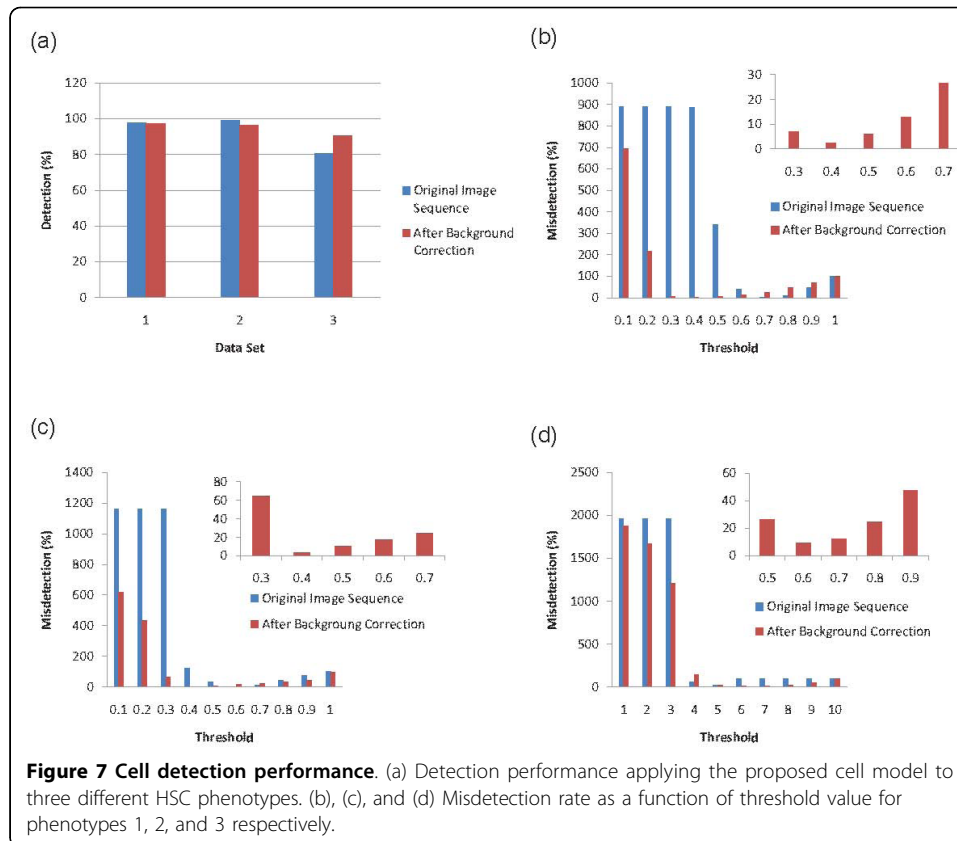 (a)
120
100
80
60
40
20
0
Detection (%)
1
2
3
Data Set
Original Image
Sequence
After Background
Correction
(b)
1000
900
800
700
600
500
400
300
200
100
0
Misdetection (%)
0.1 0.2 0.3 0.4 0.5 0.6 0.7 0.8 0.9 1
Threshold
30
20
10
0
0.3 0.4 0.5 0.6 0.7
Original Image Sequence
After Background Correction
(c)
1400
1200
1000
800
600
400
200
0
Misdetection (%)
0.1 0.2 0.3 0.4 0.5 0.6 0.7 0.8 0.9 1
Threshold
80
60
40
20
0
0.3 0.4 0.5 0.6 0.7
Original Image Sequence
After Backgroung Correction
(d)
2500
2000
1500
1000
500
0
Misdetection (%)
1 2 3 4 5 6 7 8 9 10
Threshold
60
40
20
0
0.5 0.6 0.7 0.8 0.9
Original Image Sequence
After Background Correction
Figure 7 Cell detection performance. (a) Detection performance applying the proposed cell model to
three different HSC phenotypes. (b), (c), and (d) Misdetection rate as a function of threshold value for
phenotypes 1, 2, and 3 respectively.